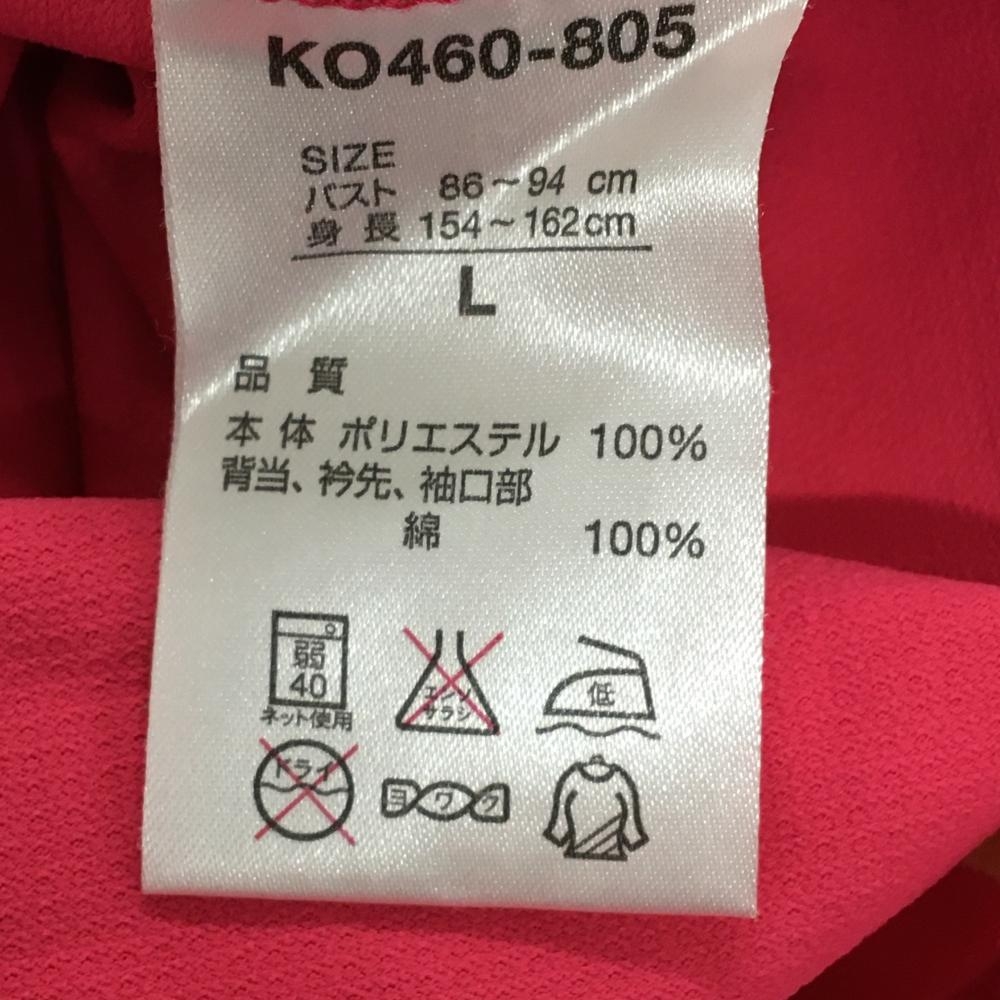 KO460-805
SIZE
バスト 86～94 cm
身長 154～162cm
L
品 質
本 体 ポリエステル 100%
背当、衿先、袖口部
綿 100%
弱
40
ネット使用
エンソ
サラシ
低
ドライ
ヨワク